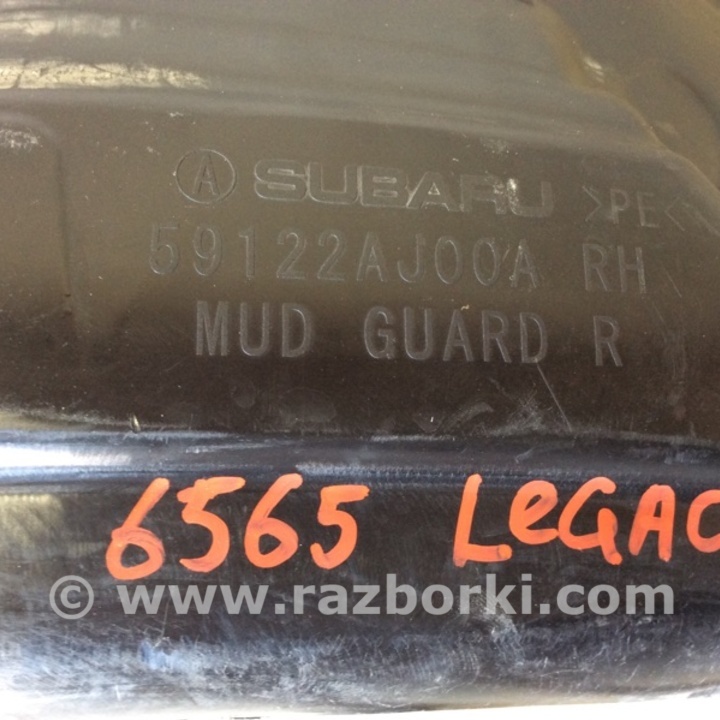 A SUBARU >PE<
59122AJ00A RH
MUD GUARD R
6565 LeGAC
© www.razborki.com